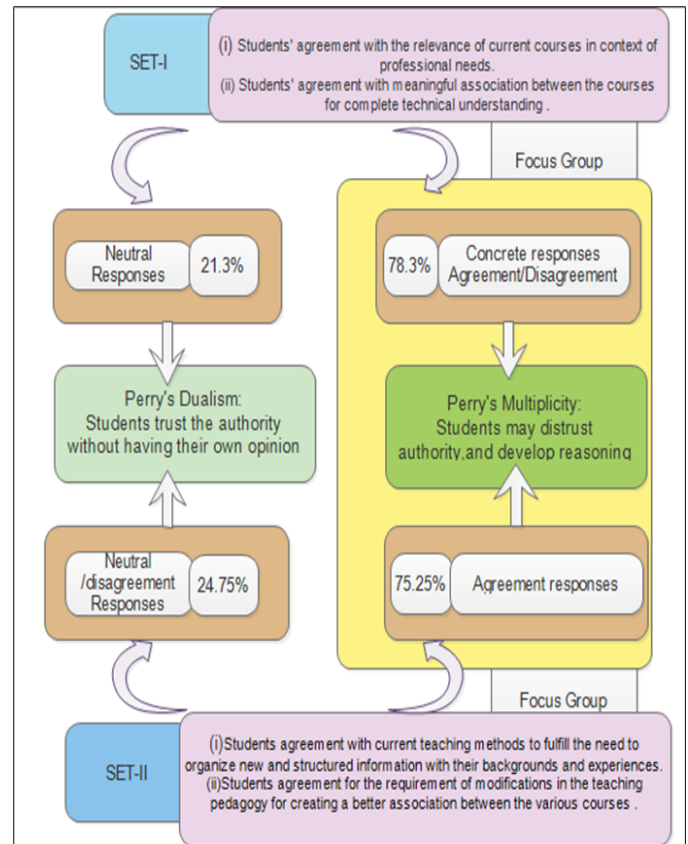 SET-I
(i) Students' agreement with the relevance of current courses in context of
professional needs.
(ii) Students' agreement with meaningful association between the courses
for complete technical understanding .
Focus Group
Neutral
Responses
21.3%
78.3%
Concrete responses
Agreement/Disagreement
Perry's Dualism:
Students trust the authority
without having their own opinion
Perry's Multiplicity:
Students may distrust
authority,and develop reasoning
Neutral
/disagreement
Responses
24.75%
75.25%
Agreement responses
Focus Group
SET-II
(i)Students agreement with current teaching methods to fulfill the need to
organize new and structured information with their backgrounds and experiences.
(ii)Students agreement for the requirement of modifications in the teaching
pedagogy for creating a better association between the various courses .